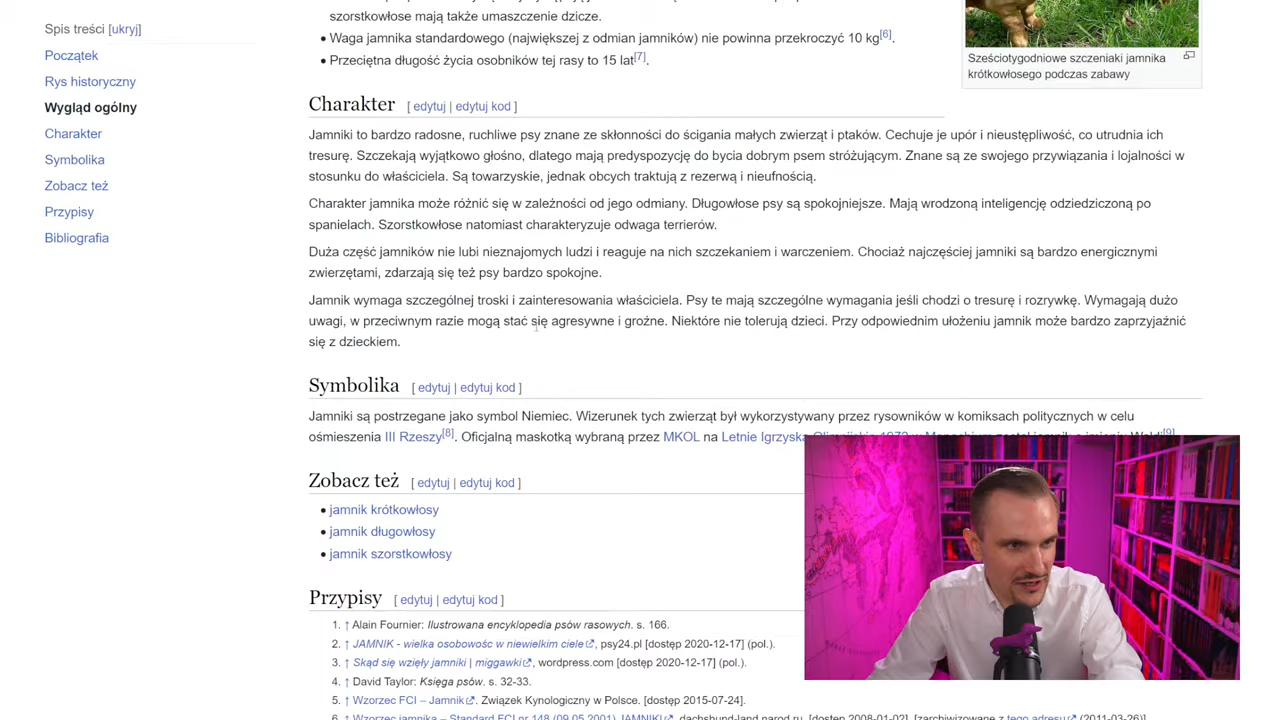 Spis treści [ukryj]
Początek
Rys historyczny
Wygląd ogólny
Charakter
Symbolika
Zobacz też
Przypisy
Bibliografia
szorstkowłose mają także umaszczenie dzicze.
• Waga jamnika standardowego (największej z odmian jamników) nie powinna przekroczyć 10 kg[6].
• Przeciętna długość życia osobników tej rasy to 15 lat[7].
Sześciotygodniowe szczeniaki jamnika
krótkowłosego podczas zabawy
Charakter [ edytuj | edytuj kod ]
Jamniki to bardzo radosne, ruchliwe psy znane ze skłonności do ścigania małych zwierząt i ptaków. Cechuje je upór i nieustępliwość, co utrudnia ich
tresurę. Szczekają wyjątkowo głośno, dlatego mają predyspozycję do bycia dobrym psem stróżującym. Znane są ze swojego przywiązania i lojalności w
stosunku do właściciela. Są towarzyskie, jednak obcych traktują z rezerwą i nieufnością.
Charakter jamnika może różnić się w zależności od jego odmiany. Długowłose psy są spokojniejsze. Mają wrodzoną inteligencję odziedziczoną po
spanielach. Szorstkowłose natomiast charakteryzuje odwaga terrierów.
Duża część jamników nie lubi nieznajomych ludzi i reaguje na nich szczekaniem i warczeniem. Chociaż najczęściej jamniki są bardzo energicznymi
zwierzętami, zdarzają się też psy bardzo spokojne.
Jamnik wymaga szczególnej troski i zainteresowania właściciela. Psy te mają szczególne wymagania jeśli chodzi o tresurę i rozrywkę. Wymagają dużo
uwagi, w przeciwnym razie mogą stać się agresywne i groźne. Niektóre nie tolerują dzieci. Przy odpowiednim ułożeniu jamnik może bardzo zaprzyjaźnić
się z dzieckiem.
Symbolika [ edytuj | edytuj kod ]
Jamniki są postrzegane jako symbol Niemiec. Wizerunek tych zwierząt był wykorzystywany przez rysowników w komiksach politycznych w celu
ośmieszenia III Rzeszy[8]. Oficjalną maskotką wybraną przez MKOL na Letnie Igrzyska Olimpijskie 1972 w Monachium został jamnik o imieniu Waldi[9].
Zobacz też [ edytuj | edytuj kod ]
• jamnik krótkowłosy
• jamnik długowłosy
• jamnik szorstkowłosy
Przypisy [ edytuj | edytuj kod ]
1. ↑ Alain Fournier: Ilustrowana encyklopedia psów rasowych. s. 166.
2. ↑ JAMNIK - wielka osobowość w niewielkim ciele, psy24.pl [dostęp 2020-12-17] (pol.).
3. ↑ Skąd się wzięły jamniki | miggawki, wordpress.com [dostęp 2020-12-17] (pol.).
4. ↑ David Taylor: Księga psów. s. 32-33.
5. ↑ Wzorzec FCI – Jamnik. Związek Kynologiczny w Polsce. [dostęp 2015-07-24].
6. ↑ Wzorzec jamnika – Standard FCI nr 148 (09.05.2001) JAMNIKI, dachshund-land.narod.ru [dostęp 2008-01-02] [zarchiwizowane z tego adresu (2011-03-26)]